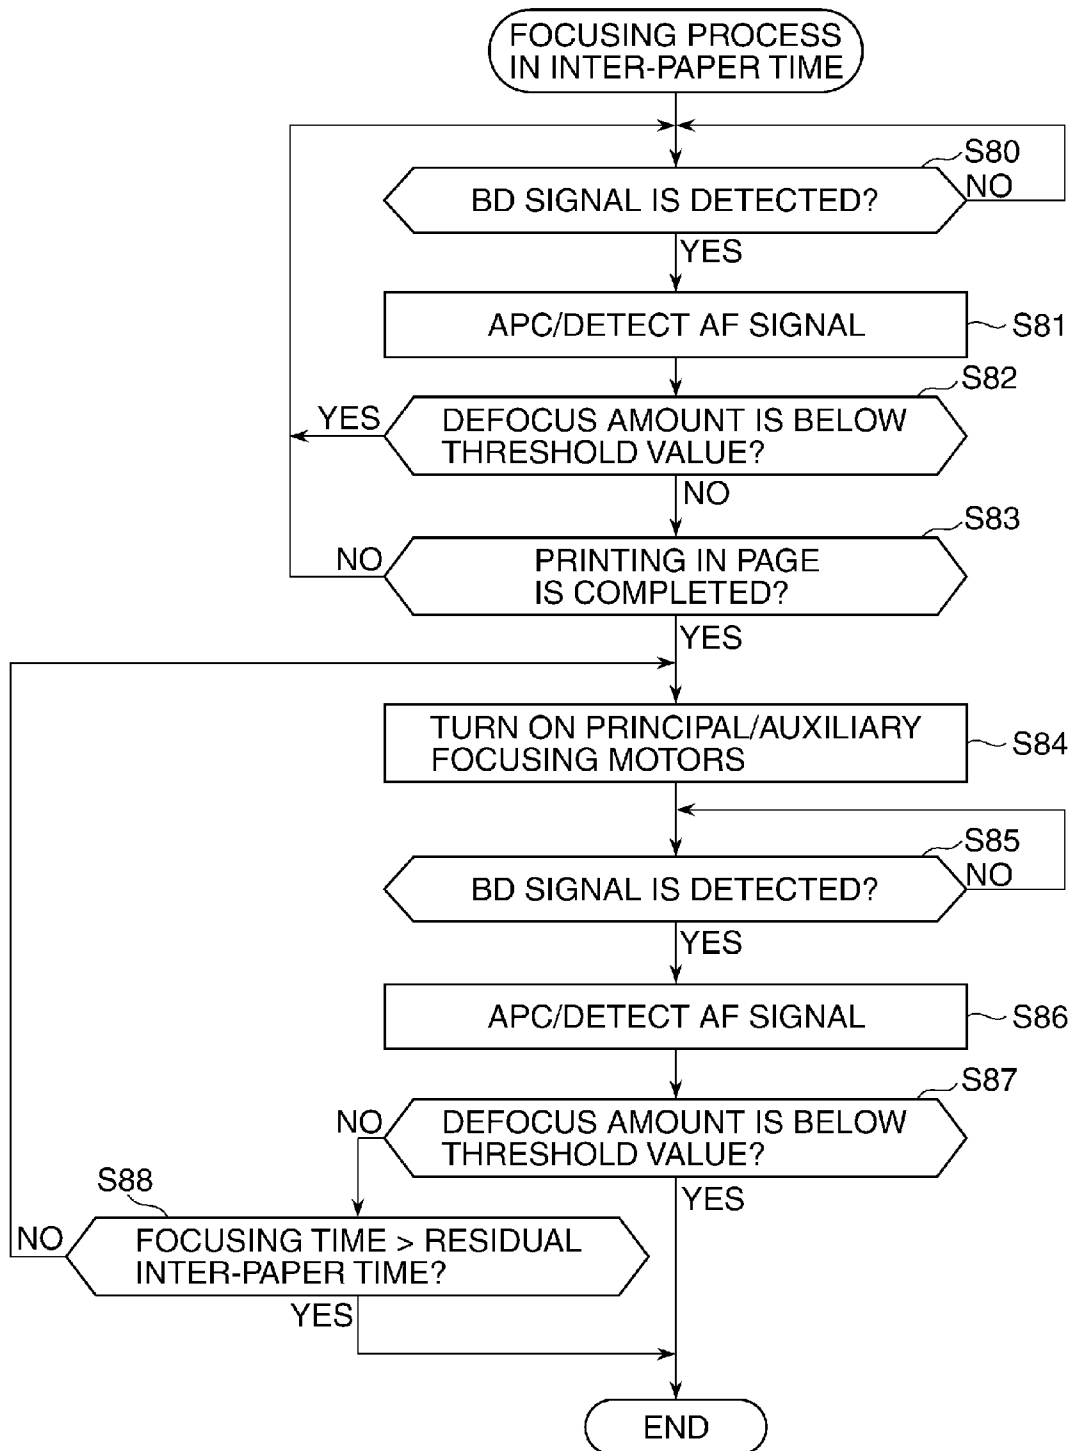 FOCUSING PROCESS
IN INTER-PAPER TIME
S80
BD SIGNAL IS DETECTED?
NO
YES
APC/DETECT AF SIGNAL
S81
S82
YES
DEFOCUS AMOUNT IS BELOW
THRESHOLD VALUE?
NO
S83
NO
PRINTING IN PAGE
IS COMPLETED?
YES
TURN ON PRINCIPAL/AUXILIARY
FOCUSING MOTORS
S84
S85
BD SIGNAL IS DETECTED?
NO
YES
APC/DETECT AF SIGNAL
S86
S87
NO
DEFOCUS AMOUNT IS BELOW
THRESHOLD VALUE?
YES
S88
NO
FOCUSING TIME > RESIDUAL
INTER-PAPER TIME?
YES
END